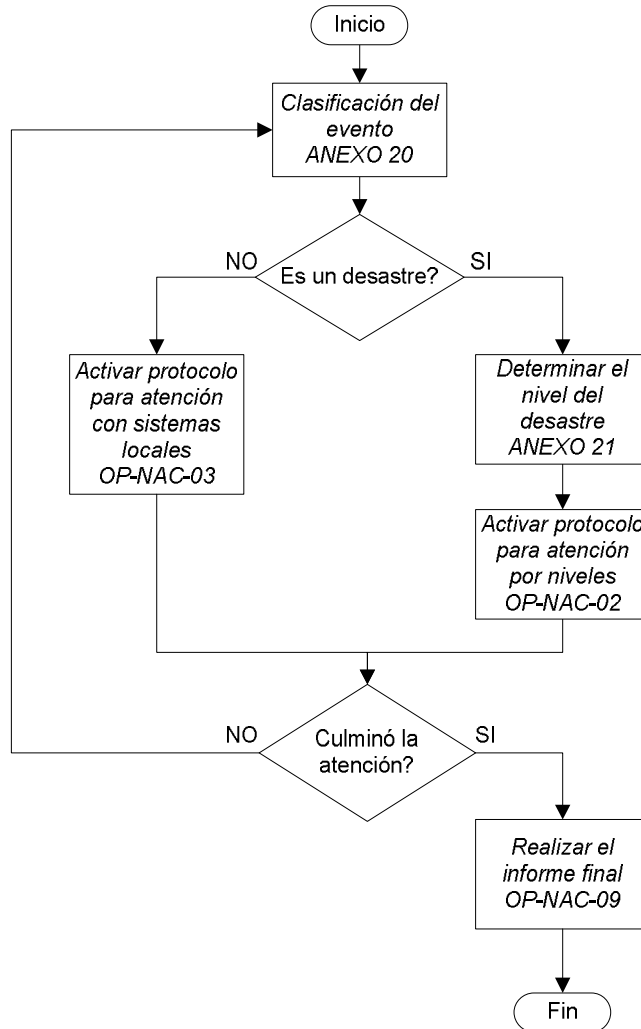 Inicio
Clasificación del
evento
ANEXO 20
NO
Es un desastre?
SI
Activar protocolo
para atención
con sistemas
locales
OP-NAC-03
Determinar el
nivel del
desastre
ANEXO 21
Activar protocolo
para atención
por niveles
OP-NAC-02
NO
Culminó la
atención?
SI
Realizar el
informe final
OP-NAC-09
Fin